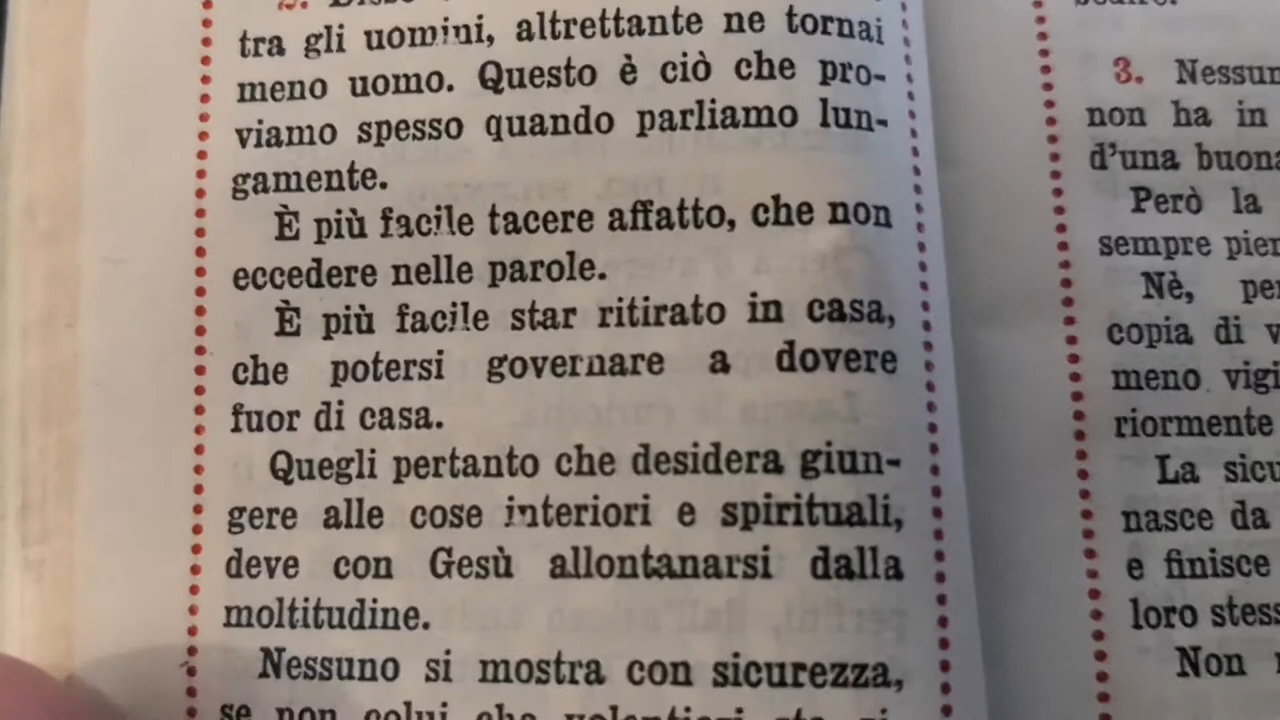 2.
tra gli uomini, altrettante ne tornai
meno uomo. Questo è ciò che pro-
viamo spesso quando parliamo lun-
gamente.
È più facile tacere affatto, che non
eccedere nelle parole.
È più facile star ritirato in casa,
che potersi governare a dovere
fuor di casa.
Quegli pertanto che desidera giun-
gere alle cose interiori e spirituali,
deve con Gesù allontanarsi dalla
moltitudine.
Nessuno si mostra con sicurezza,
se non colui che volentieri
3. Nessun
non ha in
d'una buona
Però la
sempre pien
Nè, per
copia di v
meno vigi
riormente
La sicu
nasce da
e finisce
loro stess
Non